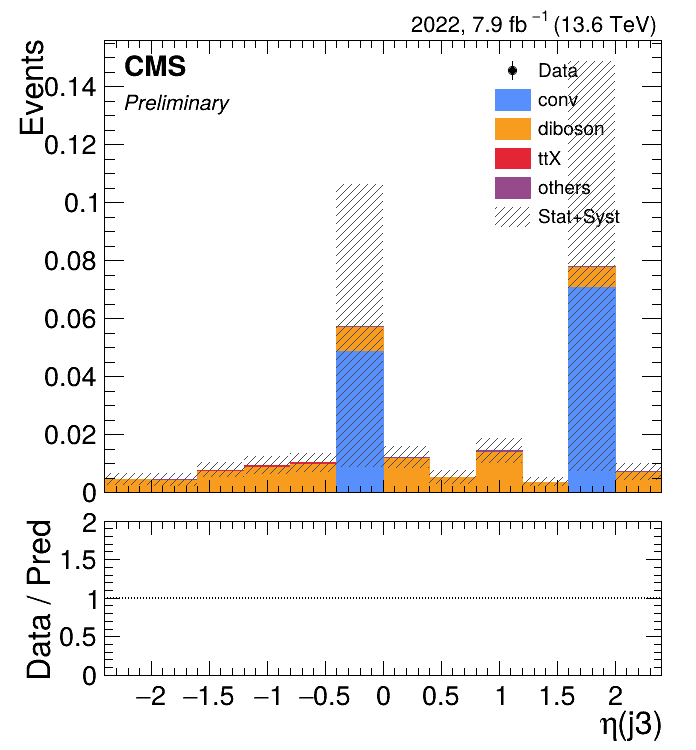 2022, 7.9 fb⁻¹ (13.6 TeV)
CMS
Preliminary
Data
conv
diboson
ttX
others
Stat+Syst
Events
0.14
0.12
0.1
0.08
0.06
0.04
0.02
0
Data / Pred
2
1.5
1
0.5
0
−2 −1.5 −1 −0.5 0 0.5 1 1.5 2
η(j3)